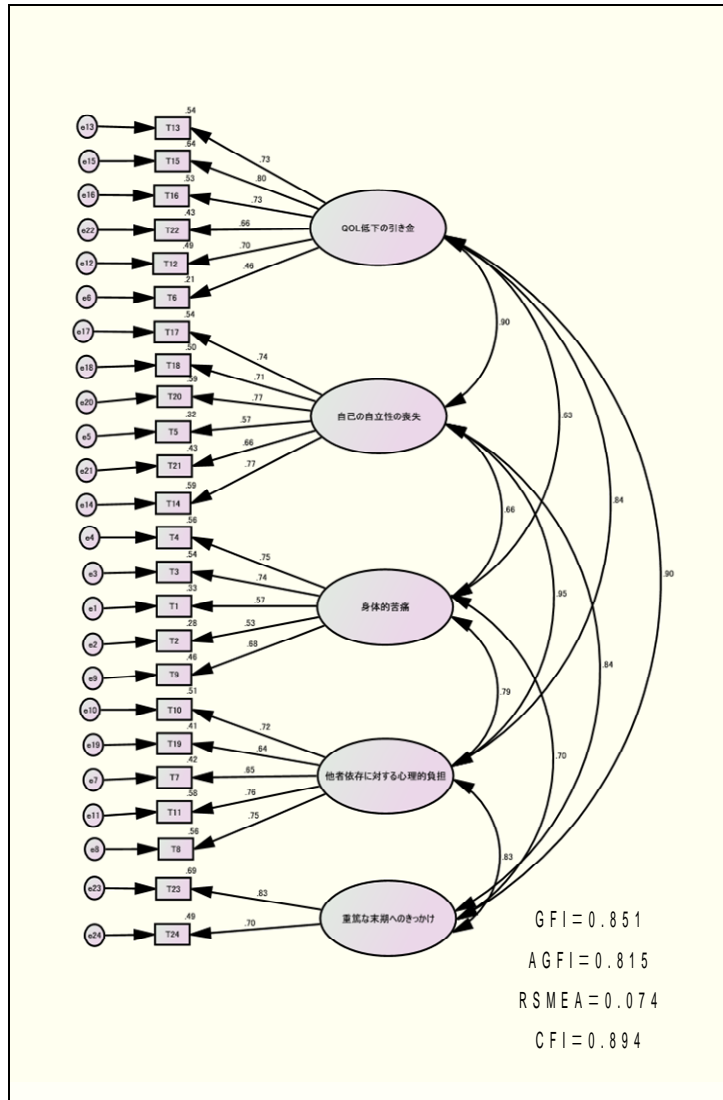 .54
e13 T13
.73
.64
e15 T15
.80
.53
e16 T16
.73
.43
e22 T22
.66
QOL低下の引き金
.49
e12 T12
.70
.21
e6 T6
.46
.54
e17 T17
.74
.90
.50
e18 T18
.71
.59
e20 T20
.77
自己の自立性の喪失
.63
.32
e5 T5
.57
.43
e21 T21
.66
.59
e14 T14
.77
.84
.66
.56
e4 T4
.75
.54
e3 T3
.74
.90
.33
e1 T1
.57
身体的苦痛
.95
.28
e2 T2
.53
.46
e9 T9
.68
.84
.79
.51
e10 T10
.72
.41
e19 T19
.64
.70
.42
e7 T7
.65
他者依存に対する心理的負担
.58
e11 T11
.76
.56
e8 T8
.75
.83
.69
e23 T23
.83
重篤な末期へのきっかけ
.49
e24 T24
.70
GFI=0.851
AGFI=0.815
RSMEA=0.074
CFI=0.894